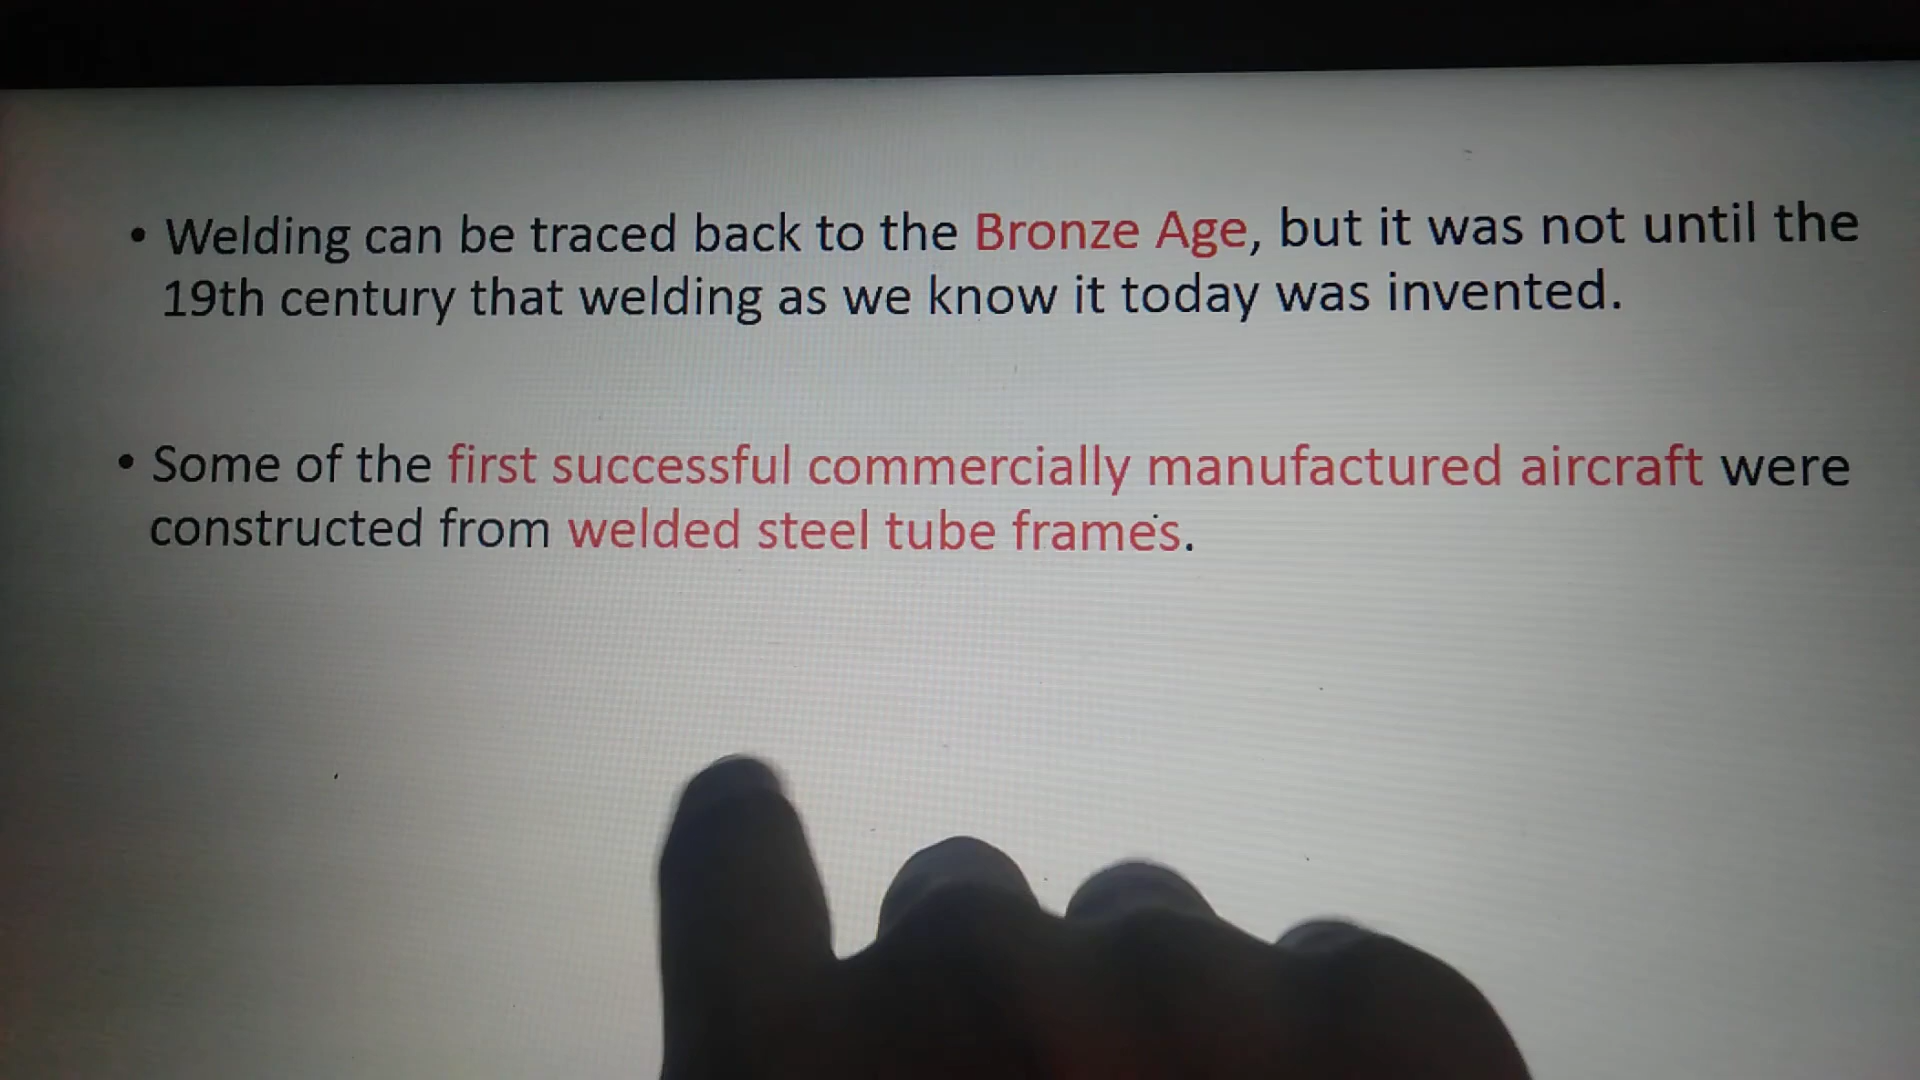 • Welding can be traced back to the Bronze Age, but it was not until the
19th century that welding as we know it today was invented.
• Some of the first successful commercially manufactured aircraft were
constructed from welded steel tube frames.